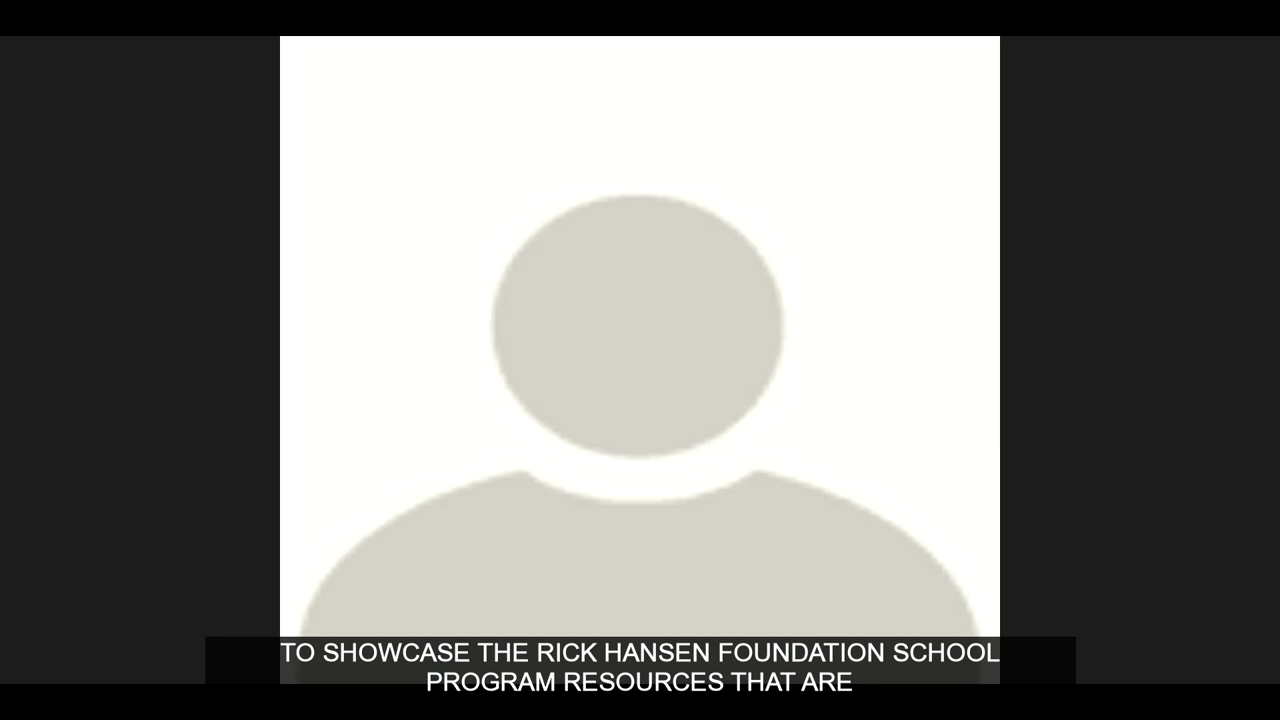 TO SHOWCASE THE RICK HANSEN FOUNDATION SCHOOL
PROGRAM RESOURCES THAT ARE